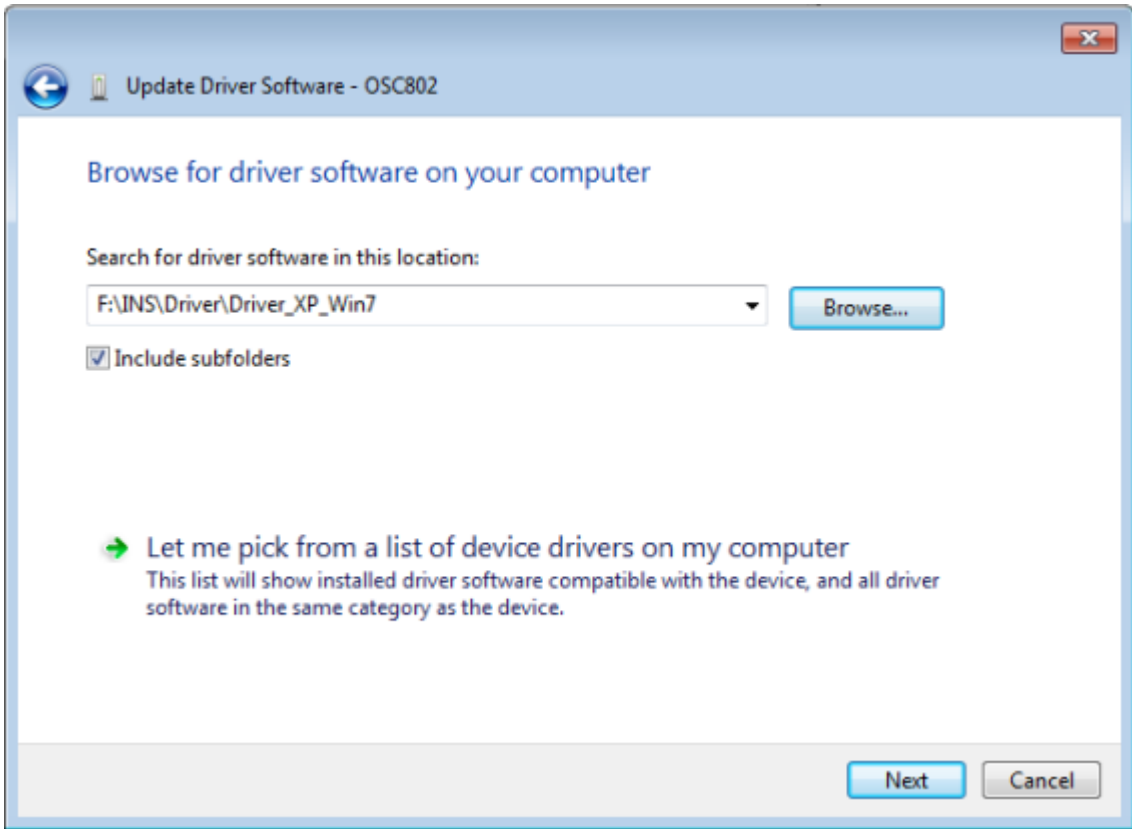 Update Driver Software - OSC802
Browse for driver software on your computer
Search for driver software in this location:
F:\INS\Driver\Driver_XP_Win7
Browse...
Include subfolders
Let me pick from a list of device drivers on my computer
This list will show installed driver software compatible with the device, and all driver
software in the same category as the device.
Next
Cancel